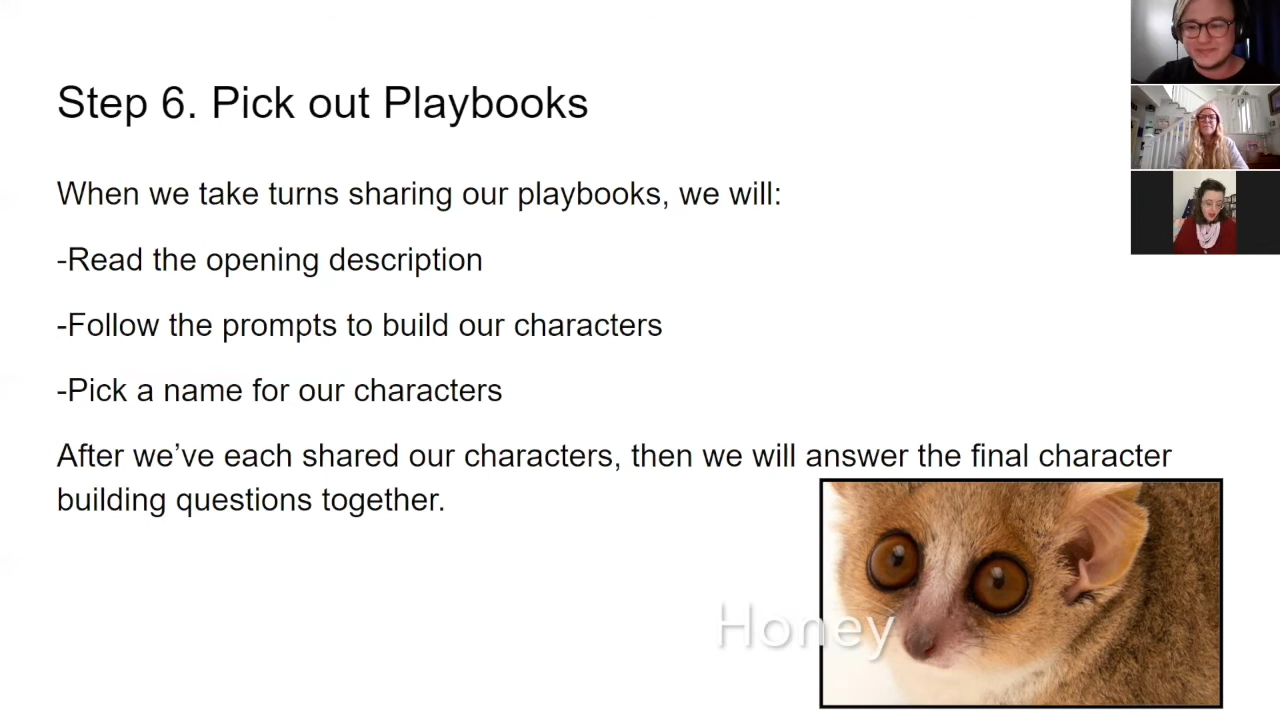 Step 6. Pick out Playbooks
When we take turns sharing our playbooks, we will:
-Read the opening description
-Follow the prompts to build our characters
-Pick a name for our characters
After we’ve each shared our characters, then we will answer the final character
building questions together.
Honey